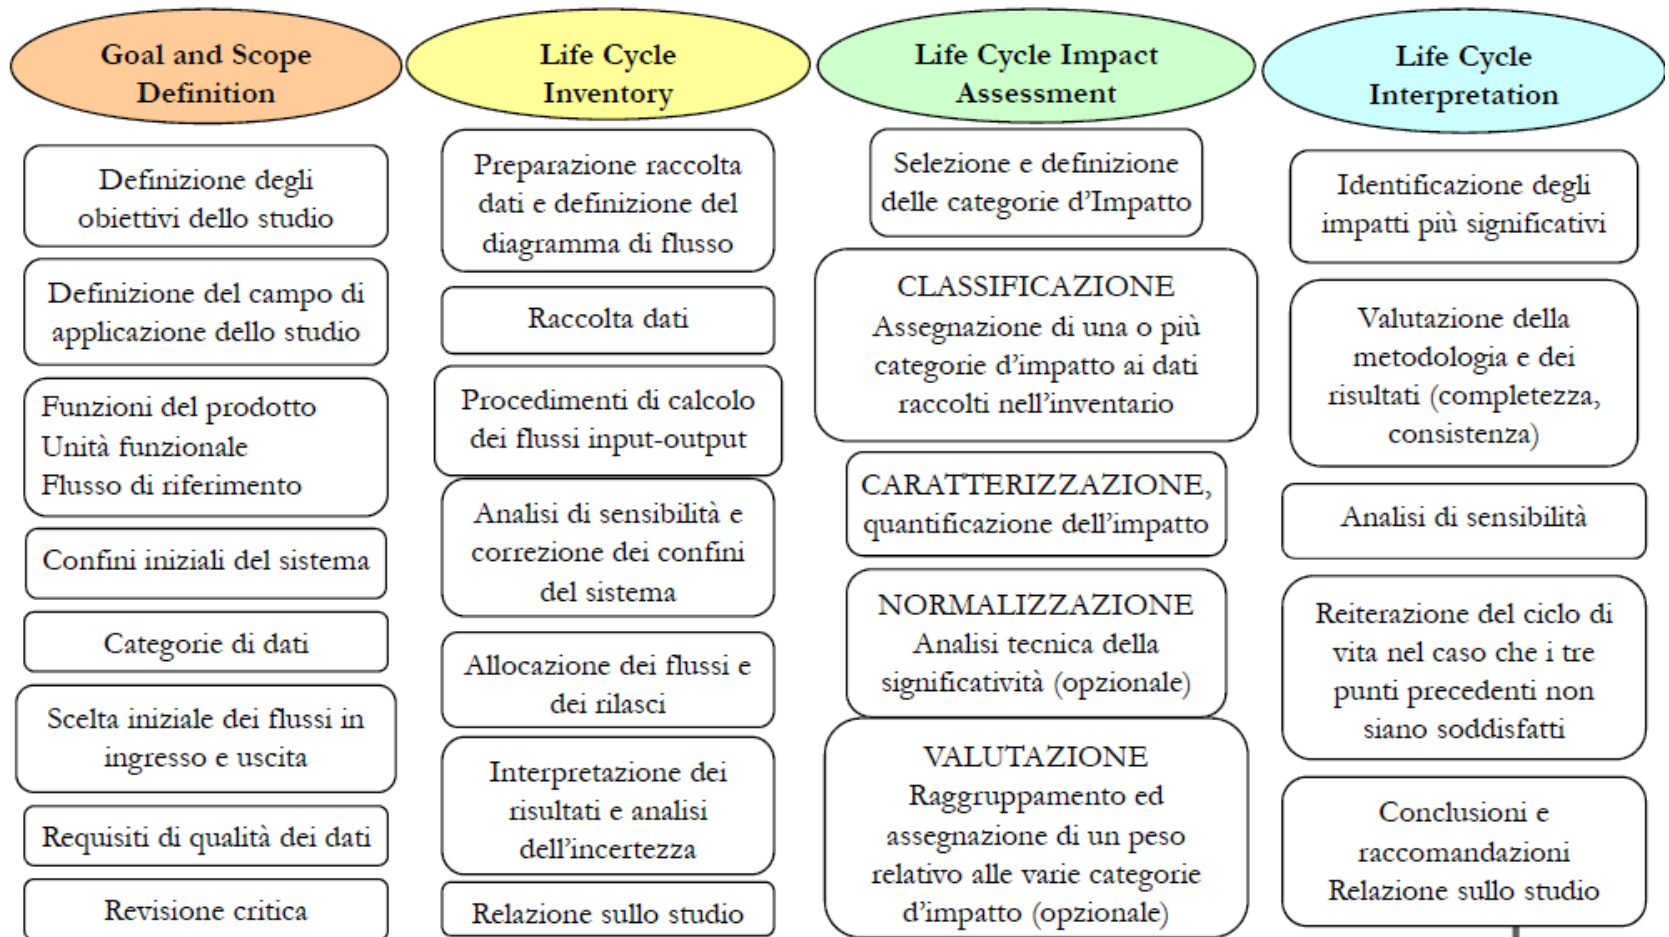 Goal and Scope
Definition
Definizione degli
obiettivi dello studio
Definizione del campo di
applicazione dello studio
Funzioni del prodotto
Unità funzionale
Flusso di riferimento
Confini iniziali del sistema
Categorie di dati
Scelta iniziale dei flussi in
ingresso e uscita
Requisiti di qualità dei dati
Revisione critica
Life Cycle
Inventory
Preparazione raccolta
dati e definizione del
diagramma di flusso
Raccolta dati
Procedimenti di calcolo
dei flussi input-output
Analisi di sensibilità e
correzione dei confini
del sistema
Allocazione dei flussi e
dei rilasci
Interpretazione dei
risultati e analisi
dell'incertezza
Relazione sullo studio
Life Cycle Impact
Assessment
Selezione e definizione
delle categorie d'Impatto
CLASSIFICAZIONE
Assegnazione di una o più
categorie d'impatto ai dati
raccolti nell'inventario
CARATTERIZZAZIONE,
quantificazione dell'impatto
NORMALIZZAZIONE
Analisi tecnica della
significatività (opzionale)
VALUTAZIONE
Raggruppamento ed
assegnazione di un peso
relativo alle varie categorie
d'impatto (opzionale)
Life Cycle
Interpretation
Identificazione degli
impatti più significativi
Valutazione della
metodologia e dei
risultati (completezza,
consistenza)
Analisi di sensibilità
Reiterazione del ciclo di
vita nel caso che i tre
punti precedenti non
siano soddisfatti
Conclusioni e
raccomandazioni
Relazione sullo studio